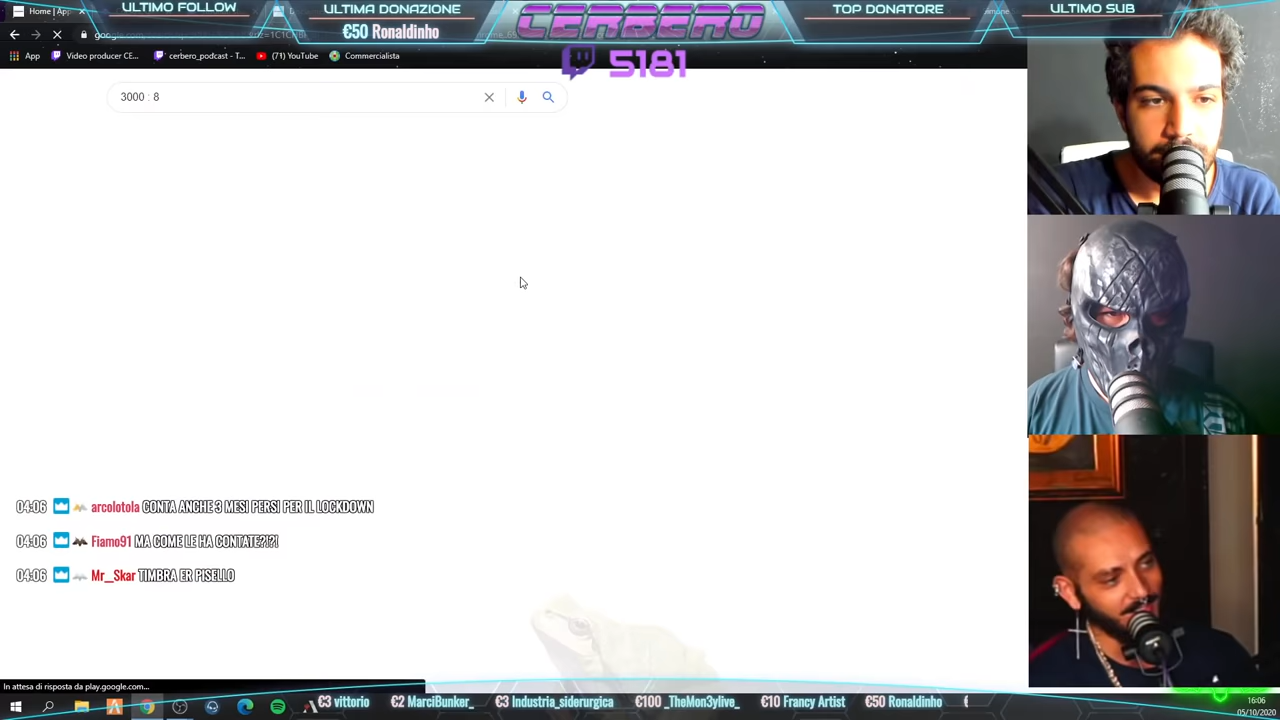 ULTIMO FOLLOW
ULTIMA DONAZIONE
€50 Ronaldinho
CERBERO
TOP DONATORE
ULTIMO SUB
Home | App
5181
App
Video producer CE...
cerbero_podcast - T...
(71) YouTube
Commercialista
3000 : 8
04:06 arcolotola CONTA ANCHE 3 MESI PERSI PER IL LOCKDOWN
04:06 Fiamo91 MA COME LE HA CONTATE?!?!
04:06 Mr__Skar TIMBRA ER PISELLO
In attesa di risposta da play.google.com...
€3 vittorio €2 MarciBunker_ €3 Industria_siderurgica €100 _TheMon3ylive_ €10 Francy Artist €50 Ronaldinho
16:06
05/10/2020